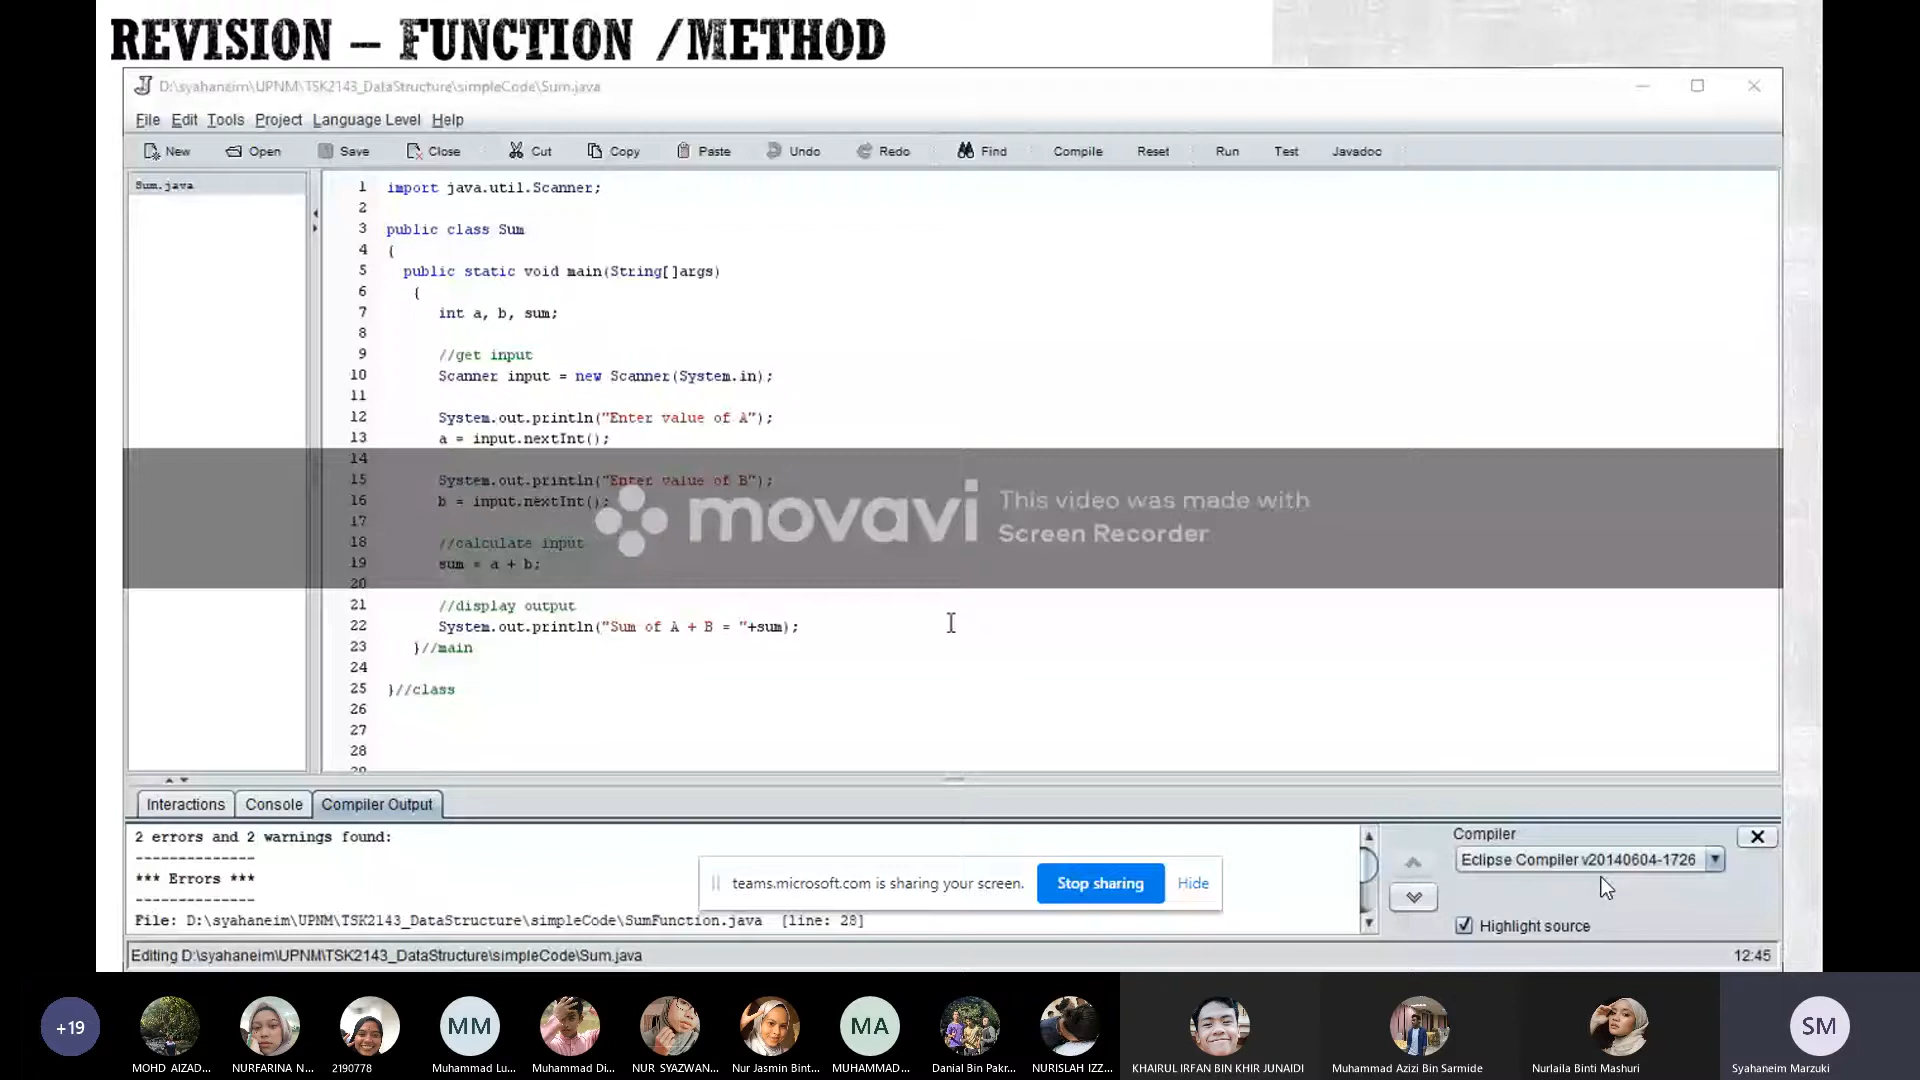 REVISION – FUNCTION /METHOD
D:\syahaneim\UPNM\TSK2143_DataStructure\simpleCode\Sum.java
File Edit Tools Project Language Level Help
New Open Save Close Cut Copy Paste Undo Redo Find Compile Reset Run Test Javadoc
Sum.java
1 import java.util.Scanner;
2
3 public class Sum
4 {
5 public static void main(String[]args)
6 {
7 int a, b, sum;
8
9 //get input
10 Scanner input = new Scanner(System.in);
11
12 System.out.println("Enter value of A");
13 a = input.nextInt();
14
15 System.out.println("Enter value of B");
16 b = input.nextInt();
17
18 //calculate input
19 sum = a + b;
20
21 //display output
22 System.out.println("Sum of A + B = "+sum);
23 }//main
24
25 }//class
26
27
28
movavi
This video was made with
Screen Recorder
Interactions Console Compiler Output
2 errors and 2 warnings found:
--------------
*** Errors ***
--------------
File: D:\syahaneim\UPNM\TSK2143_DataStructure\simpleCode\SumFunction.java [line: 28]
teams.microsoft.com is sharing your screen. Stop sharing Hide
Compiler
Eclipse Compiler v20140604-1726
Highlight source
Editing D:\syahaneim\UPNM\TSK2143_DataStructure\simpleCode\Sum.java
12:45
+19 MM MA SM
MOHD AIZAD... NURFARINA N... 2190778 Muhammad Lu... Muhammad Di... NUR SYAZWAN... Nur Jasmin Bint... MUHAMMAD... Danial Bin Pakr... NURISLAH IZZ... KHAIRUL IRFAN BIN KHIR JUNAIDI Muhammad Azizi Bin Sarmide Nurlaila Binti Mashuri Syahaneim Marzuki